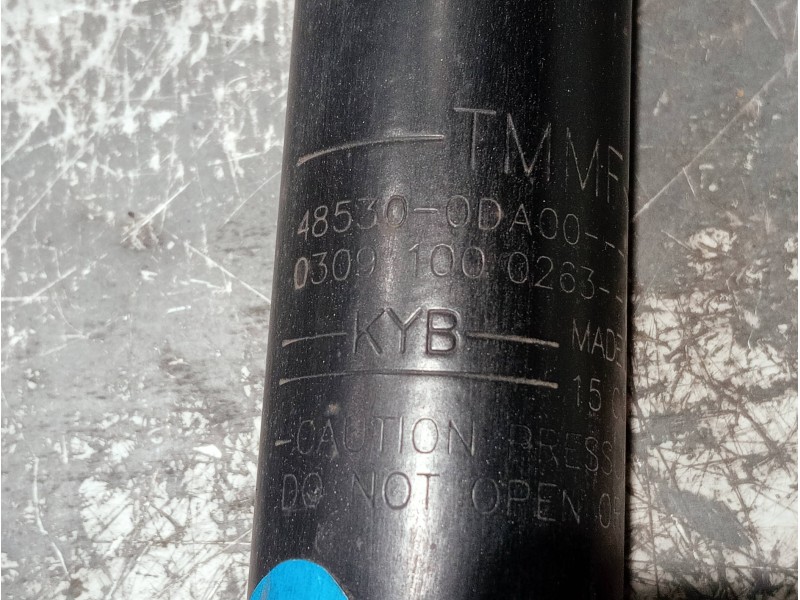 TMMF
48530-0DA00--
0309 100 0263--
KYB MADE
15
-CAUTION PRESS
DO NOT OPEN